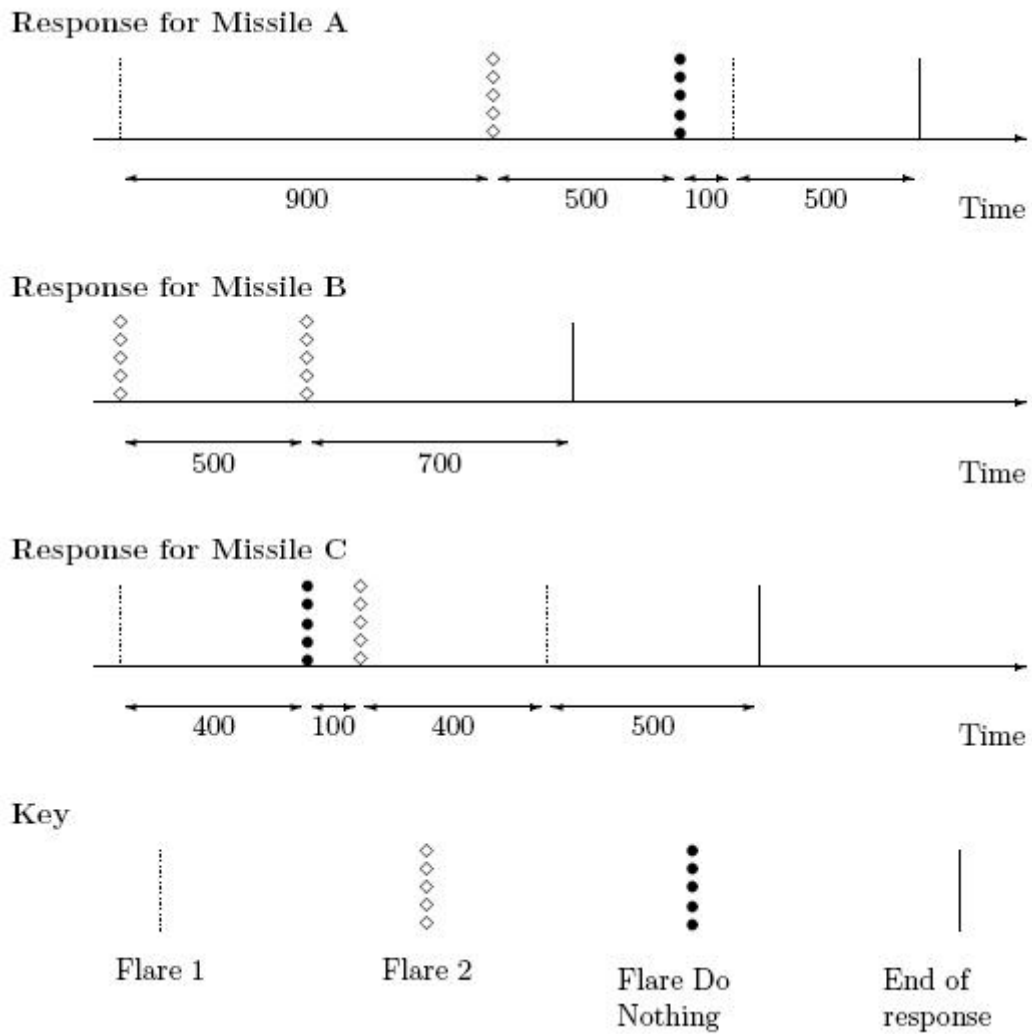 Response for Missile A
900 500 100 500
Time
Response for Missile B
500 700
Time
Response for Missile C
400 100 400 500
Time
Key
Flare 1
Flare 2
Flare Do
Nothing
End of
response